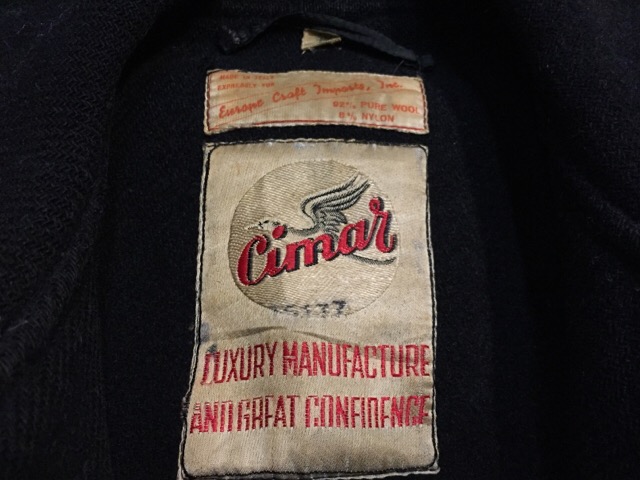 MADE IN ITALY
EXPRESSLY FOR
Europa Craft Imports, Inc.
92% PURE WOOL
8% NYLON
Cimar
LUXURY MANUFACTURE
AND GREAT CONFIDENCE